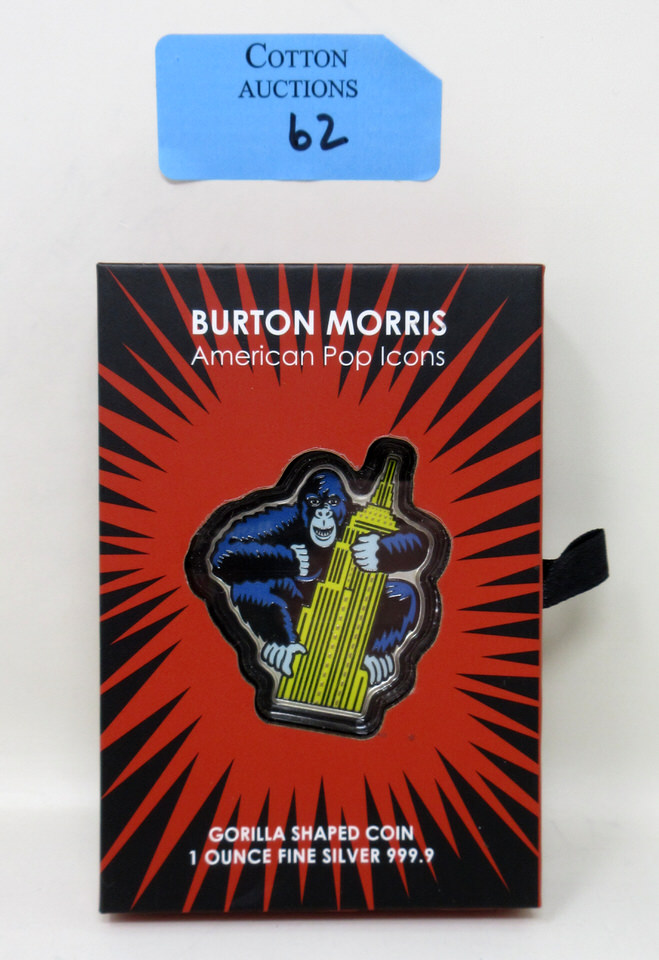 COTTON
AUCTIONS
62
BURTON MORRIS
American Pop Icons
GORILLA SHAPED COIN
1 OUNCE FINE SILVER 999.9